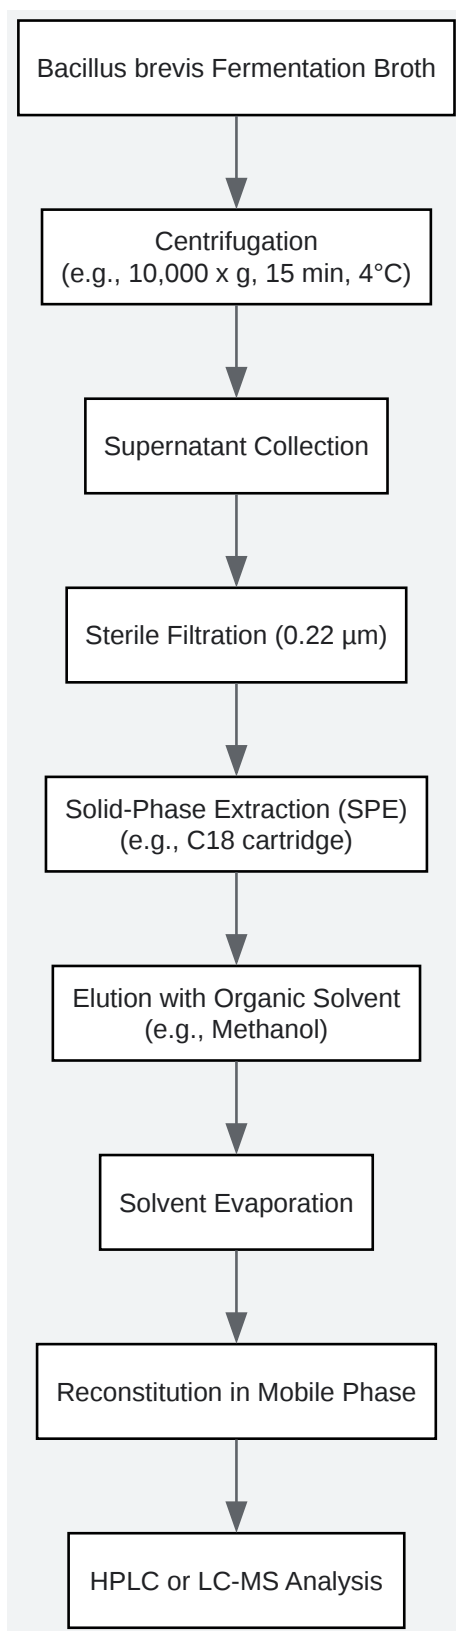 Bacillus brevis Fermentation Broth
Centrifugation
(e.g., 10,000 x g, 15 min, 4°C)
Supernatant Collection
Sterile Filtration (0.22 µm)
Solid-Phase Extraction (SPE)
(e.g., C18 cartridge)
Elution with Organic Solvent
(e.g., Methanol)
Solvent Evaporation
Reconstitution in Mobile Phase
HPLC or LC-MS Analysis